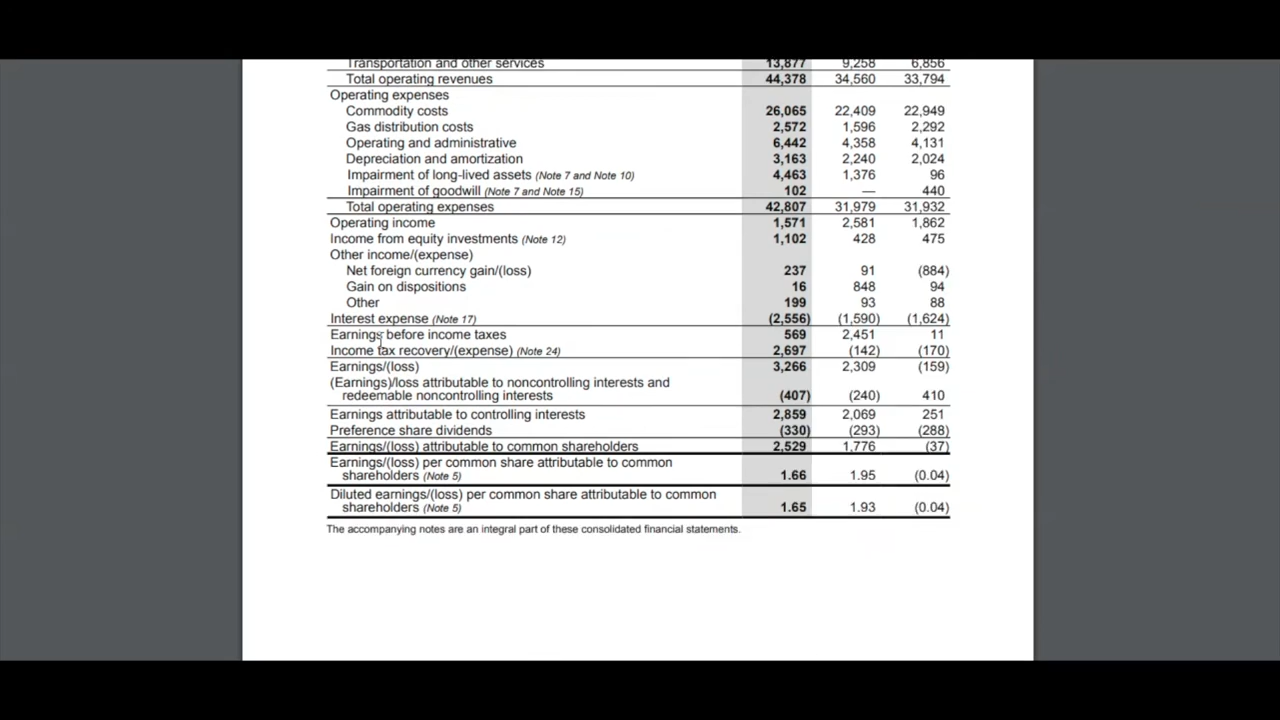 Transportation and other services 13,877 9,258 6,856
Total operating revenues 44,378 34,560 33,794
Operating expenses
Commodity costs 26,065 22,409 22,949
Gas distribution costs 2,572 1,596 2,292
Operating and administrative 6,442 4,358 4,131
Depreciation and amortization 3,163 2,240 2,024
Impairment of long-lived assets (Note 7 and Note 10) 4,463 1,376 96
Impairment of goodwill (Note 7 and Note 15) 102 — 440
Total operating expenses 42,807 31,979 31,932
Operating income 1,571 2,581 1,862
Income from equity investments (Note 12) 1,102 428 475
Other income/(expense)
Net foreign currency gain/(loss) 237 91 (884)
Gain on dispositions 16 848 94
Other 199 93 88
Interest expense (Note 17) (2,556) (1,590) (1,624)
Earnings before income taxes 569 2,451 11
Income tax recovery/(expense) (Note 24) 2,697 (142) (170)
Earnings/(loss) 3,266 2,309 (159)
(Earnings)/loss attributable to noncontrolling interests and
redeemable noncontrolling interests (407) (240) 410
Earnings attributable to controlling interests 2,859 2,069 251
Preference share dividends (330) (293) (288)
Earnings/(loss) attributable to common shareholders 2,529 1,776 (37)
Earnings/(loss) per common share attributable to common
shareholders (Note 5) 1.66 1.95 (0.04)
Diluted earnings/(loss) per common share attributable to common
shareholders (Note 5) 1.65 1.93 (0.04)
The accompanying notes are an integral part of these consolidated financial statements.